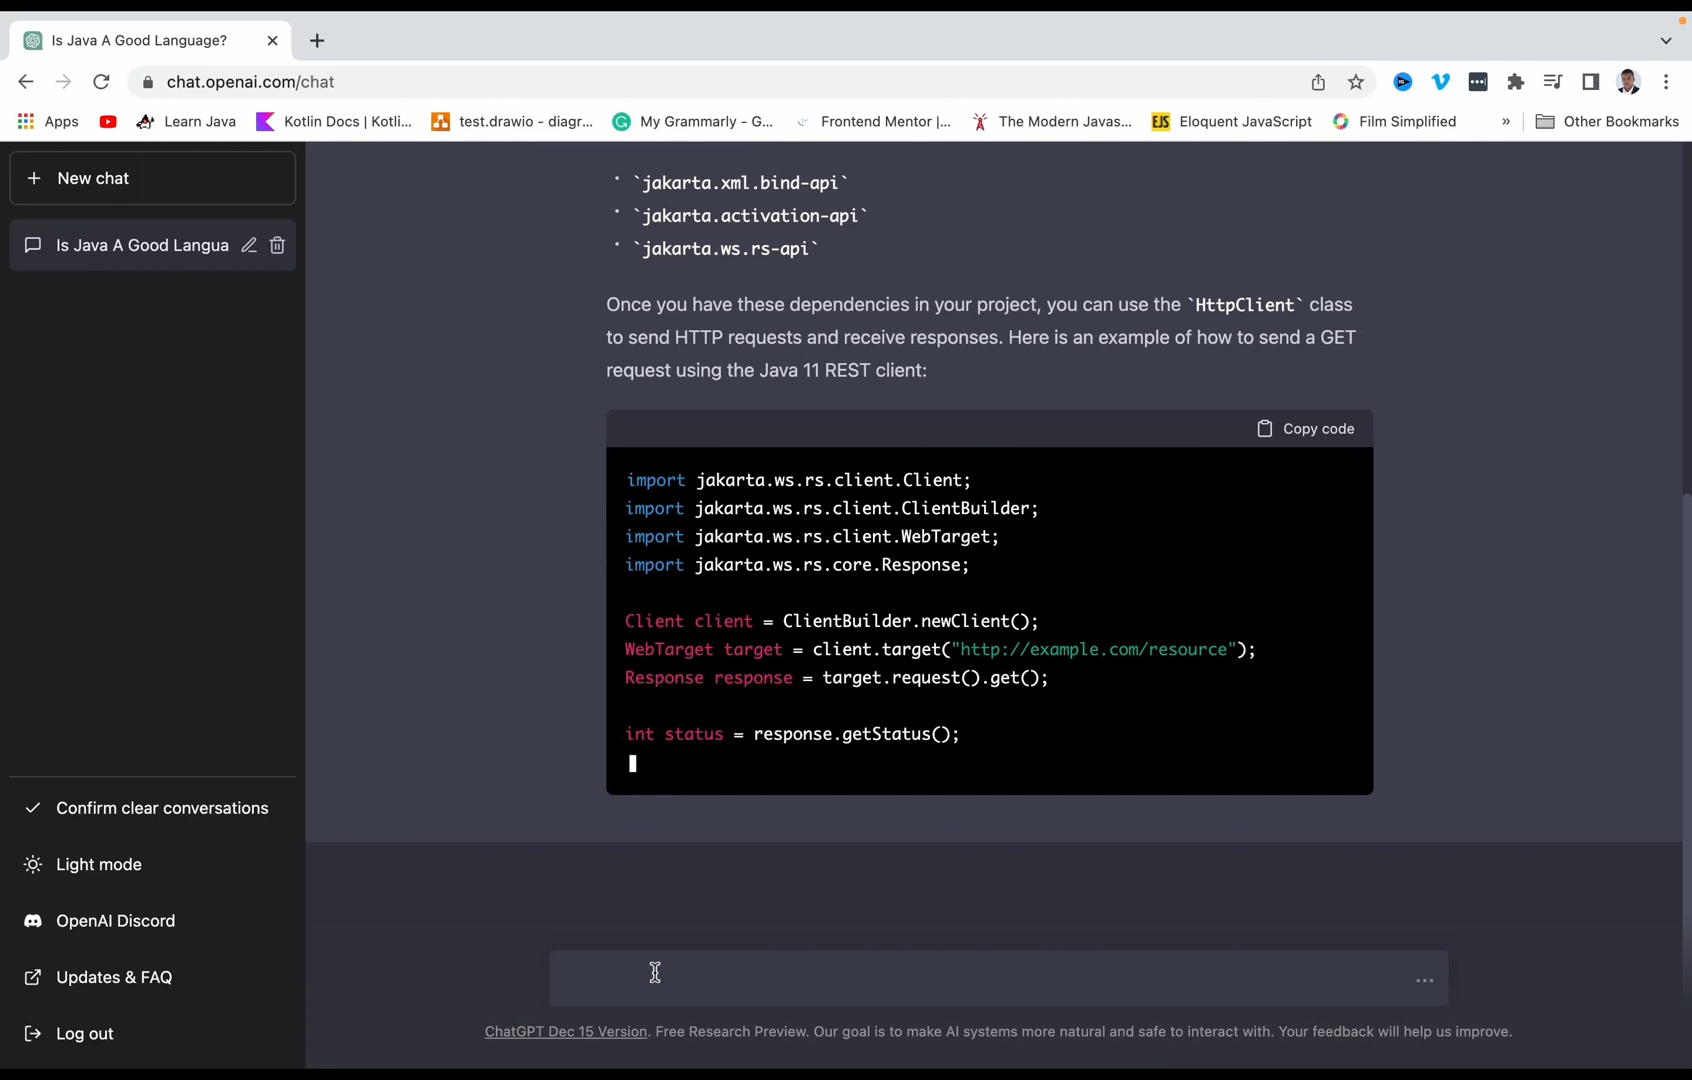 Is Java A Good Language?
chat.openai.com/chat
Apps Learn Java Kotlin Docs | Kotli... test.drawio - diagr... My Grammarly - G... Frontend Mentor |... The Modern Javas... EJS Eloquent JavaScript Film Simplified » Other Bookmarks
New chat
Is Java A Good Langua
Confirm clear conversations
Light mode
OpenAI Discord
Updates & FAQ
Log out
• `jakarta.xml.bind-api`
• `jakarta.activation-api`
• `jakarta.ws.rs-api`
Once you have these dependencies in your project, you can use the `HttpClient` class
to send HTTP requests and receive responses. Here is an example of how to send a GET
request using the Java 11 REST client:
Copy code
import jakarta.ws.rs.client.Client;
import jakarta.ws.rs.client.ClientBuilder;
import jakarta.ws.rs.client.WebTarget;
import jakarta.ws.rs.core.Response;
Client client = ClientBuilder.newClient();
WebTarget target = client.target("http://example.com/resource");
Response response = target.request().get();
int status = response.getStatus();
ChatGPT Dec 15 Version. Free Research Preview. Our goal is to make AI systems more natural and safe to interact with. Your feedback will help us improve.